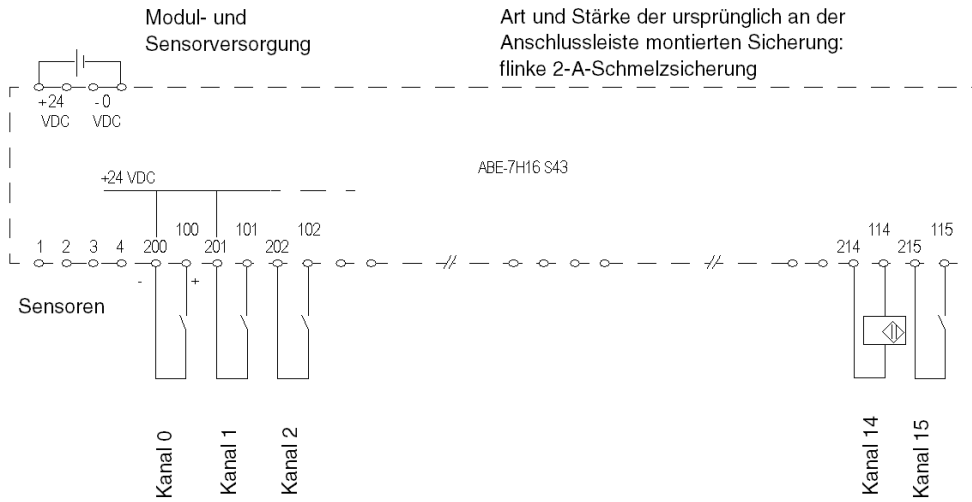 Modul- und
Sensorversorgung
Art und Stärke der ursprünglich an der
Anschlussleiste montierten Sicherung:
flinke 2-A-Schmelzsicherung
+24 -0
VDC VDC
+24 VDC
ABE-7H16 S43
100 101 102 114 115
1 2 3 4 200 201 202 214 215
- +
Sensoren
Kanal 0
Kanal 1
Kanal 2
Kanal 14
Kanal 15